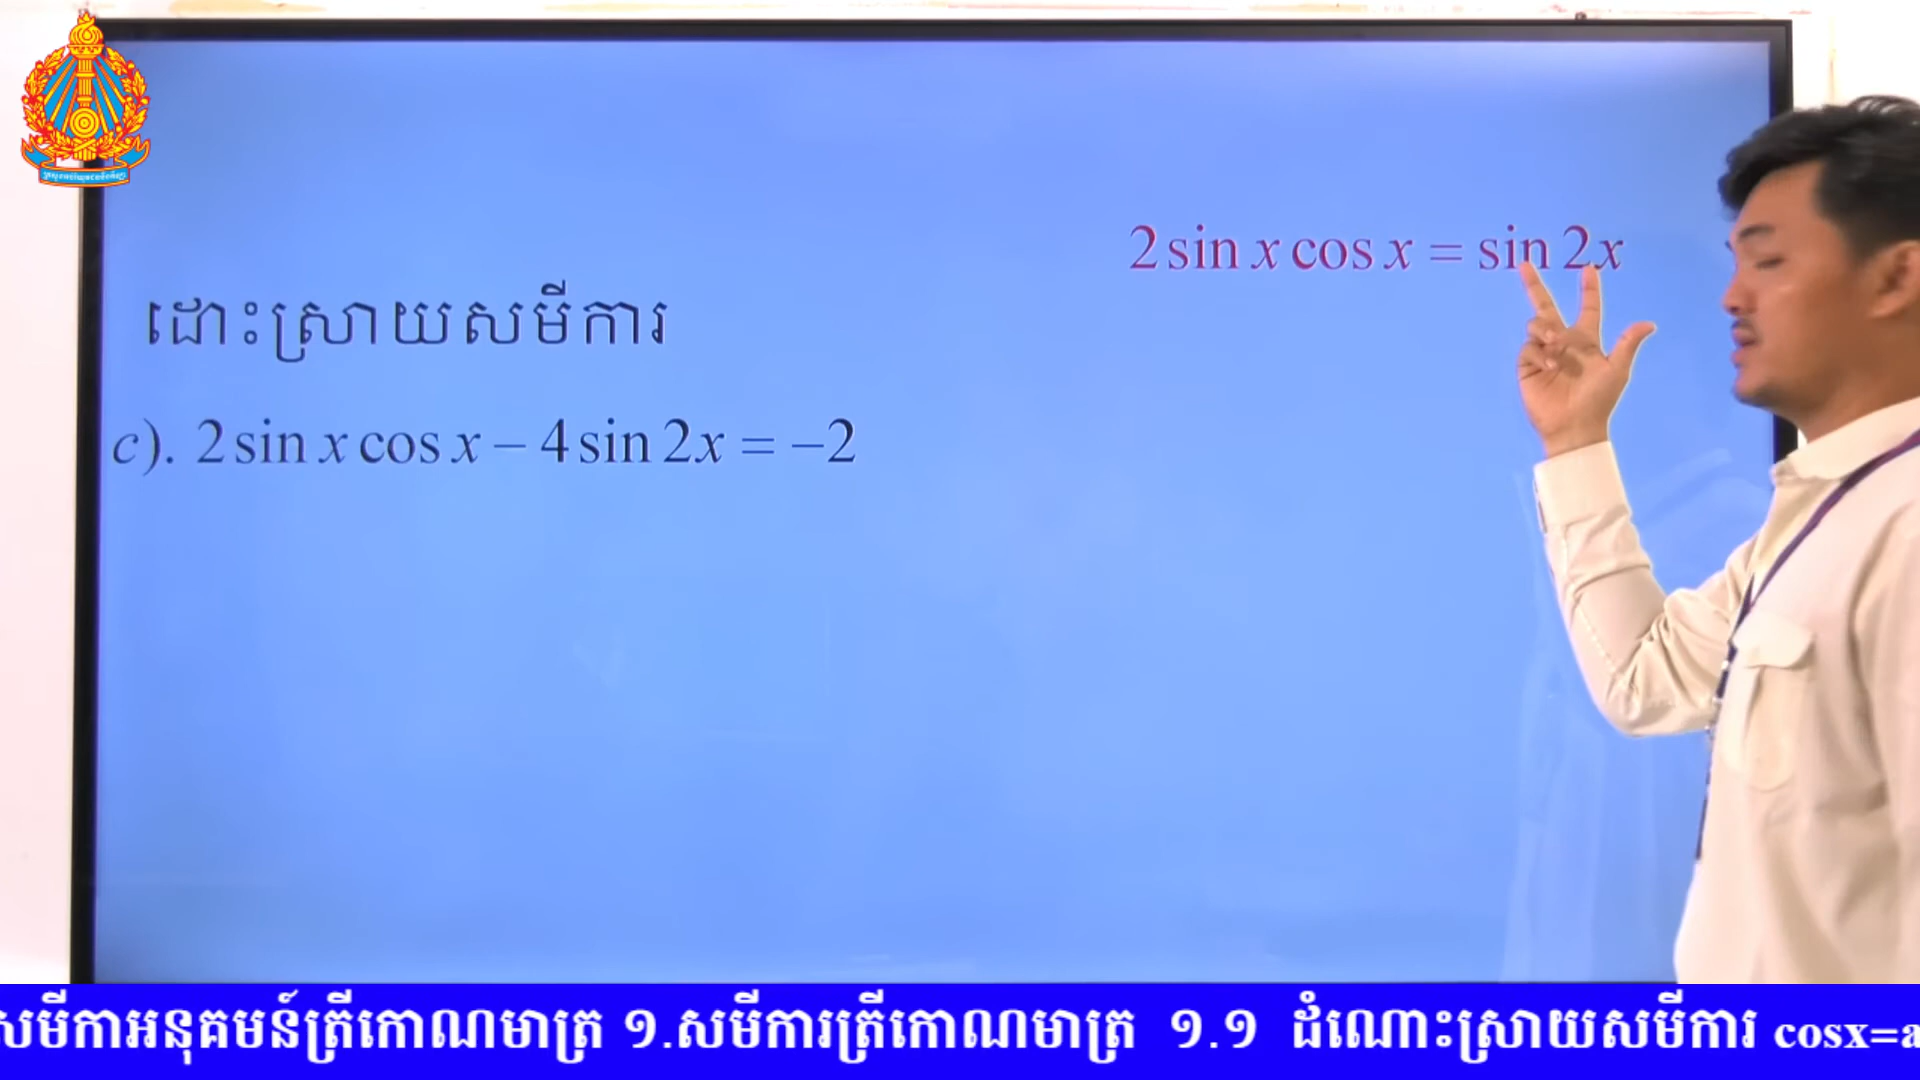 2 sin x cos x = sin 2x
ដោះស្រាយសមីការ
c). 2 sin x cos x – 4 sin 2x = –2
សមីកាអនុគមន៍ត្រីកោណមាត្រ ១.សមីការត្រីកោណមាត្រ ១.១ ដំណោះស្រាយសមីការ cosx=a